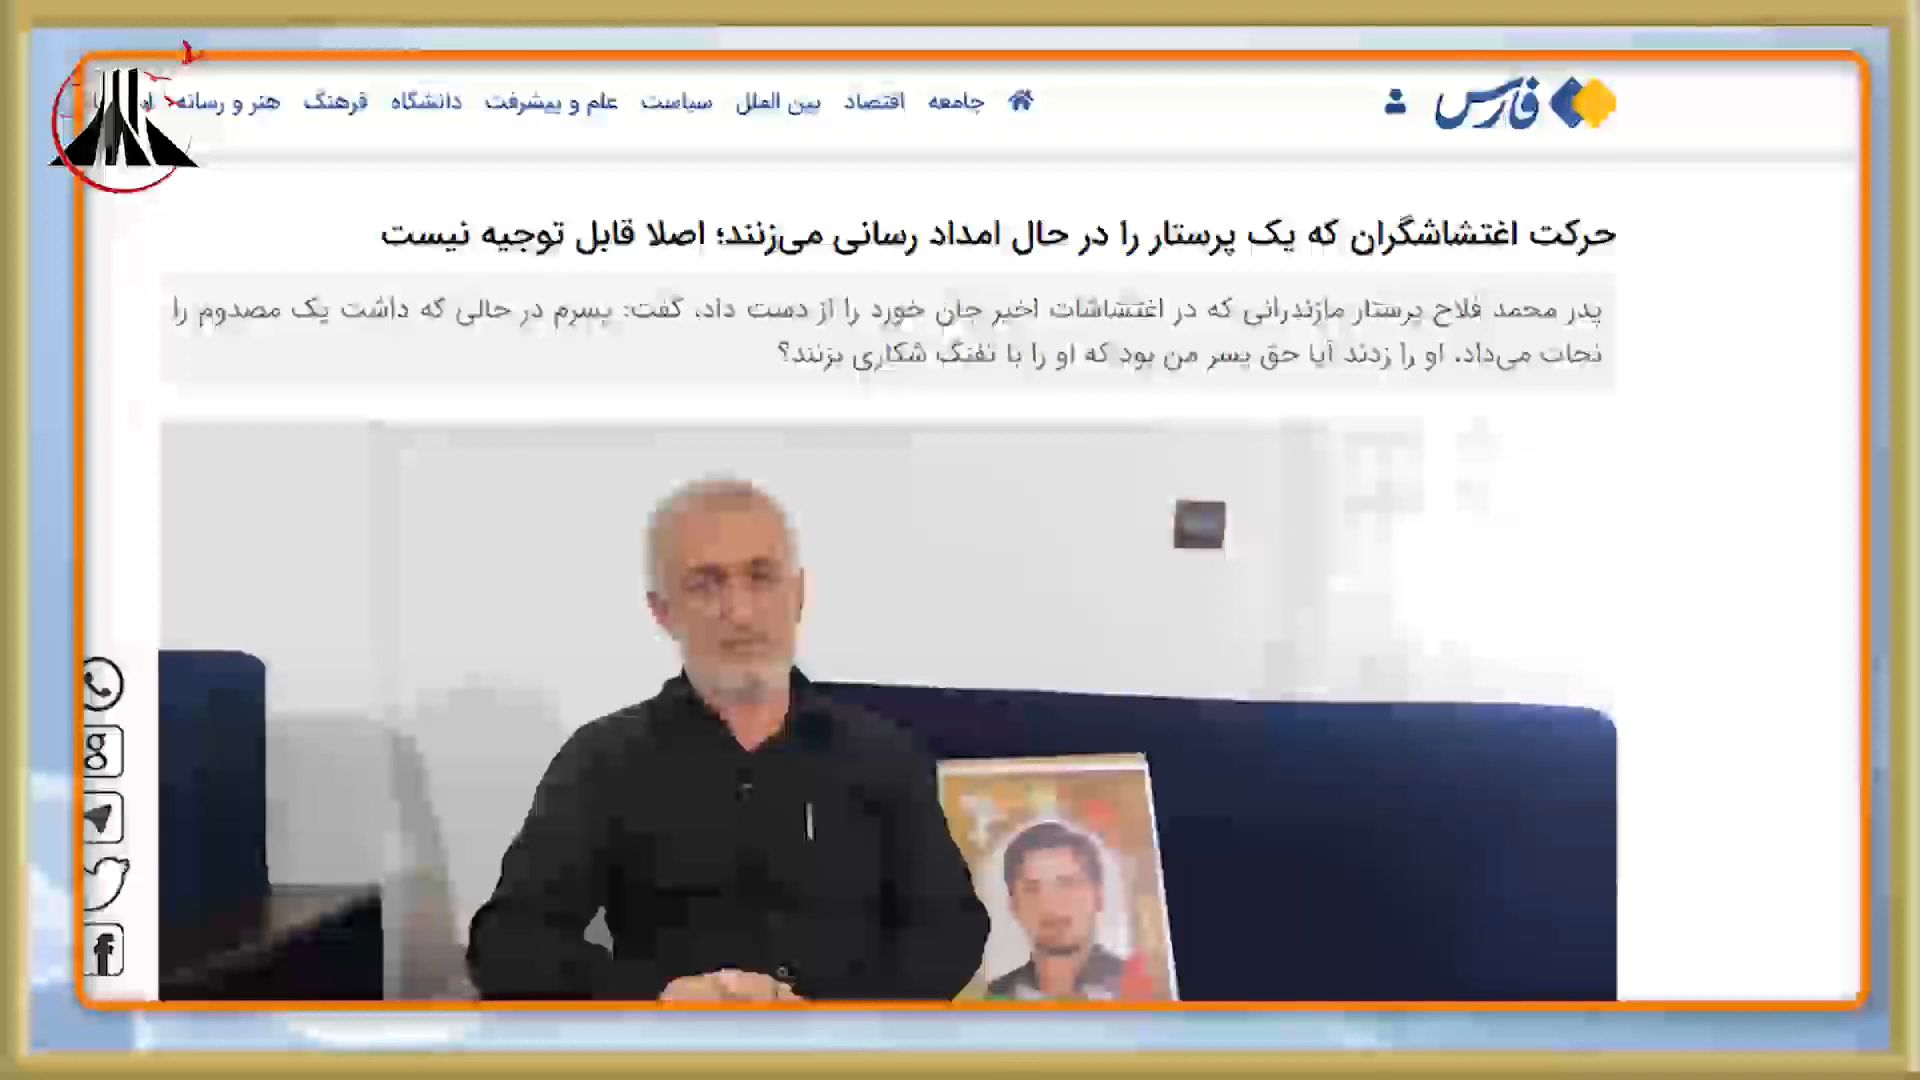 فارس
جامعه اقتصاد بین الملل سیاست علم و پیشرفت دانشگاه فرهنگ هنر و رسانه
حرکت اغتشاشگران که یک پرستار را در حال امداد رسانی می‌زنند؛ اصلا قابل توجیه نیست
پدر محمد فلاح پرستار مازندرانی که در اغتشاشات اخیر جان خورد را از دست داد، گفت: پسرم در حالی که داشت یک مصدوم را
نجات می‌داد، او را زدند آیا حق پسر من بود که او را با تفنگ شکاری بزنند؟